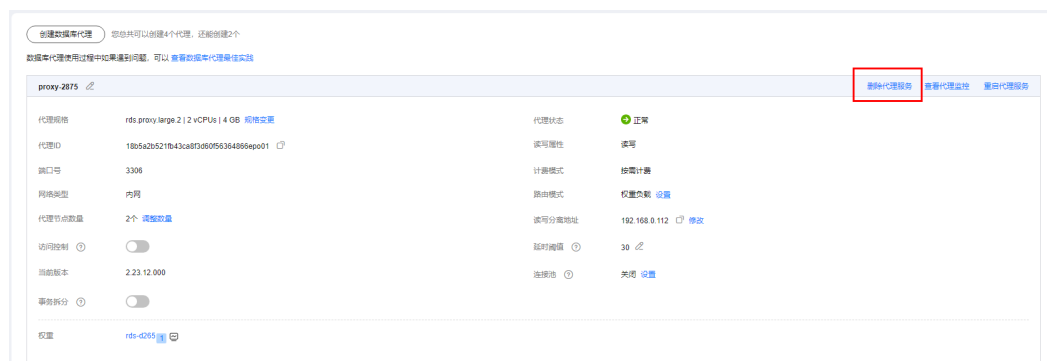 创建数据库代理 您总共可以创建4个代理，还能创建2个
数据库代理使用过程中如果遇到问题，可以 查看数据库代理最佳实践
proxy-2875 删除代理服务 查看代理监控 重启代理服务
代理规格 rds.proxy.large.2 | 2 vCPUs | 4 GB 规格变更 代理状态 正常
代理ID 18b5a2b521fb43ca8f3d60f56364866epo01 读写属性 读写
端口号 3306 计费模式 按需计费
网络类型 内网 路由模式 权重负载 设置
代理节点数量 2个 调整数量 读写分离地址 192.168.0.112 修改
访问控制 延时阈值 30
当前版本 2.23.12.000 连接池 关闭 设置
事务拆分
权重 rds-d265 1